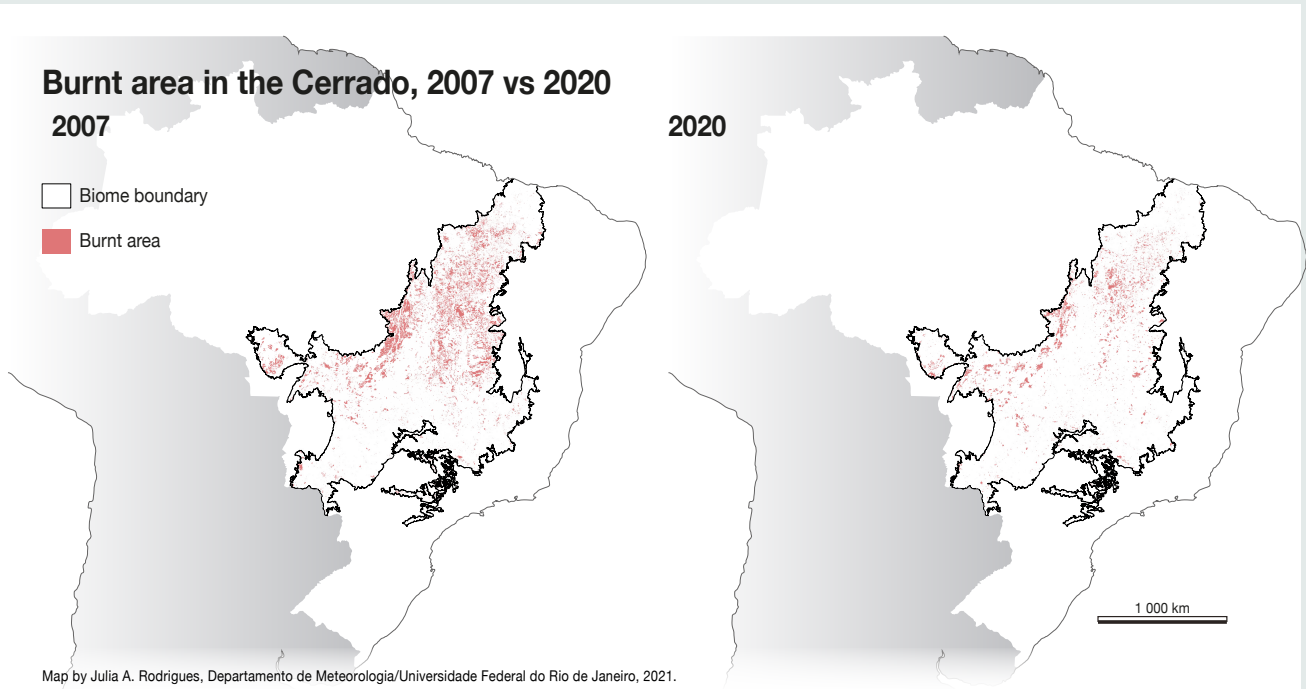 Burnt area in the Cerrado, 2007 vs 2020
2007
2020
Biome boundary
Burnt area
1 000 km
Map by Julia A. Rodrigues, Departamento de Meteorologia/Universidade Federal do Rio de Janeiro, 2021.